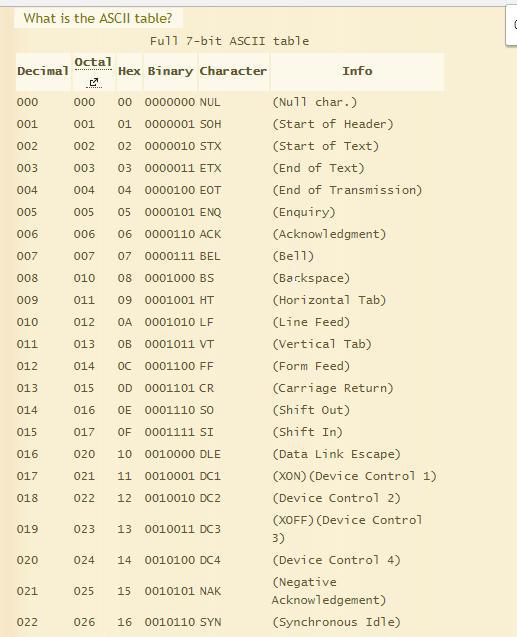 What is the ASCII table?
Full 7-bit ASCII table
Decimal Octal Hex Binary Character Info
000 000 00 0000000 NUL (Null char.)
001 001 01 0000001 SOH (Start of Header)
002 002 02 0000010 STX (Start of Text)
003 003 03 0000011 ETX (End of Text)
004 004 04 0000100 EOT (End of Transmission)
005 005 05 0000101 ENQ (Enquiry)
006 006 06 0000110 ACK (Acknowledgment)
007 007 07 0000111 BEL (Bell)
008 010 08 0001000 BS (Backspace)
009 011 09 0001001 HT (Horizontal Tab)
010 012 0A 0001010 LF (Line Feed)
011 013 0B 0001011 VT (Vertical Tab)
012 014 0C 0001100 FF (Form Feed)
013 015 0D 0001101 CR (Carriage Return)
014 016 0E 0001110 SO (Shift Out)
015 017 0F 0001111 SI (Shift In)
016 020 10 0010000 DLE (Data Link Escape)
017 021 11 0010001 DC1 (XON)(Device Control 1)
018 022 12 0010010 DC2 (Device Control 2)
019 023 13 0010011 DC3 (XOFF)(Device Control
3)
020 024 14 0010100 DC4 (Device Control 4)
021 025 15 0010101 NAK (Negative
Acknowledgement)
022 026 16 0010110 SYN (Synchronous Idle)